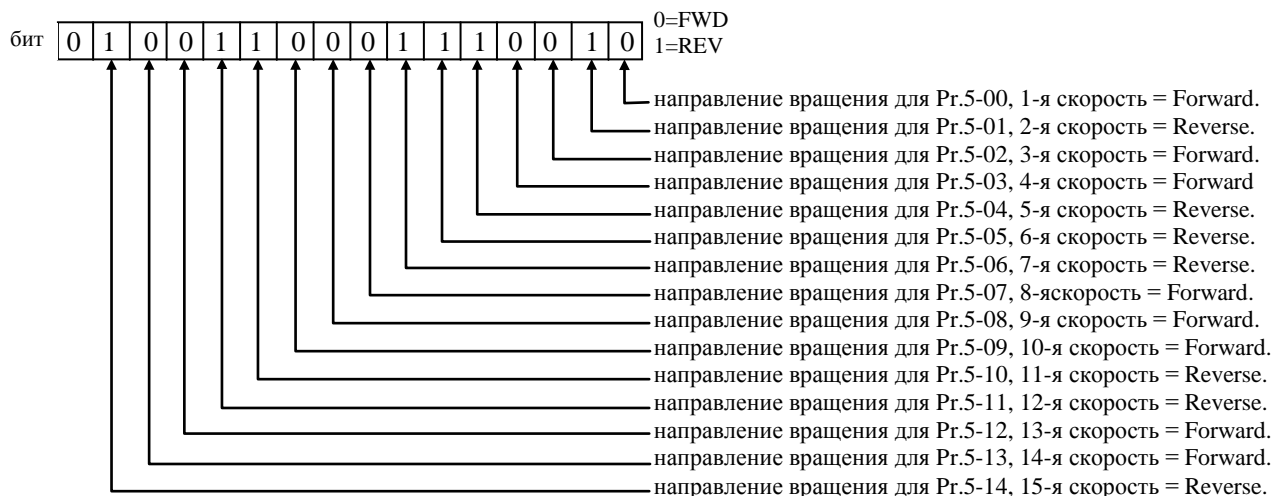 0=FWD
бит 0 1 0 0 1 1 0 0 0 1 1 1 0 0 1 0 1=REV
направление вращения для Pr.5-00, 1-я скорость = Forward.
направление вращения для Pr.5-01, 2-я скорость = Reverse.
направление вращения для Pr.5-02, 3-я скорость = Forward.
направление вращения для Pr.5-03, 4-я скорость = Forward
направление вращения для Pr.5-04, 5-я скорость = Reverse.
направление вращения для Pr.5-05, 6-я скорость = Reverse.
направление вращения для Pr.5-06, 7-я скорость = Reverse.
направление вращения для Pr.5-07, 8-яскорость = Forward.
направление вращения для Pr.5-08, 9-я скорость = Forward.
направление вращения для Pr.5-09, 10-я скорость = Forward.
направление вращения для Pr.5-10, 11-я скорость = Reverse.
направление вращения для Pr.5-11, 12-я скорость = Reverse.
направление вращения для Pr.5-12, 13-я скорость = Forward.
направление вращения для Pr.5-13, 14-я скорость = Forward.
направление вращения для Pr.5-14, 15-я скорость = Reverse.